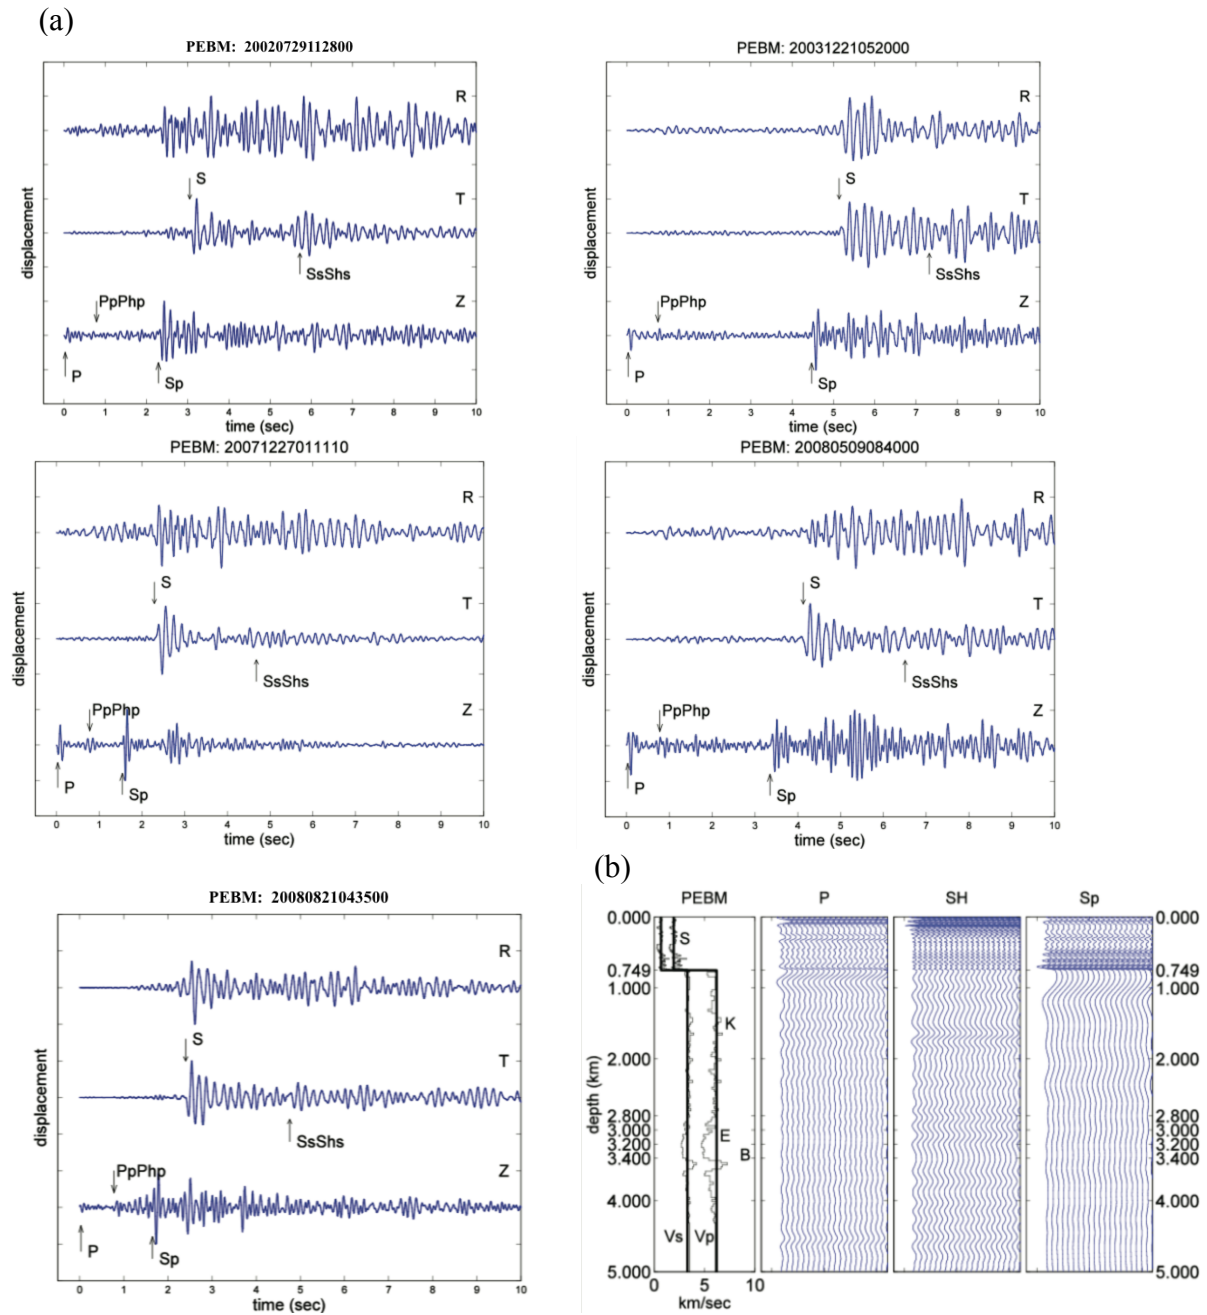 (a)
PEBM: 20020729112800
R
S
T
SsShs
PpPhp
Z
P
Sp
displacement
0 1 2 3 4 5 6 7 8 9 10
time (sec)
PEBM: 20031221052000
R
S
T
SsShs
PpPhp
Z
P
Sp
displacement
0 1 2 3 4 5 6 7 8 9 10
time (sec)
PEBM: 20071227011110
R
S
T
SsShs
PpPhp
Z
P
Sp
displacement
0 1 2 3 4 5 6 7 8 9 10
time (sec)
PEBM: 20080509084000
R
S
T
SsShs
PpPhp
Z
P
Sp
displacement
0 1 2 3 4 5 6 7 8 9 10
time (sec)
PEBM: 20080821043500
R
S
T
SsShs
PpPhp
Z
P
Sp
displacement
0 1 2 3 4 5 6 7 8 9 10
time (sec)
(b)
PEBM P SH Sp
0.000 0.000
S
0.749 0.749
1.000 1.000
K
2.000 2.000
2.800 2.800
3.000 E 3.000
3.200 B 3.200
3.400 3.400
4.000 4.000
Vs Vp
5.000 5.000
depth (km)
0 5 10
km/sec